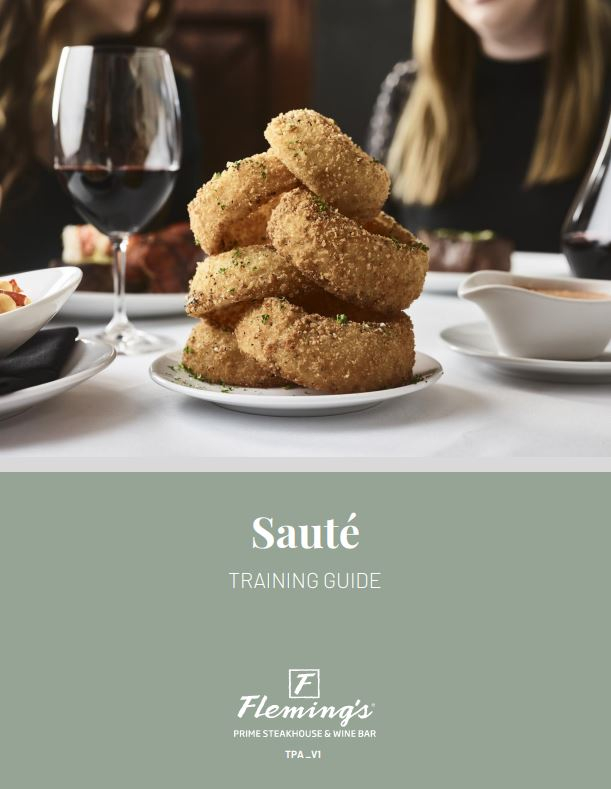 Sauté
TRAINING GUIDE
F
Fleming's
PRIME STEAKHOUSE & WINE BAR
TPA_V1